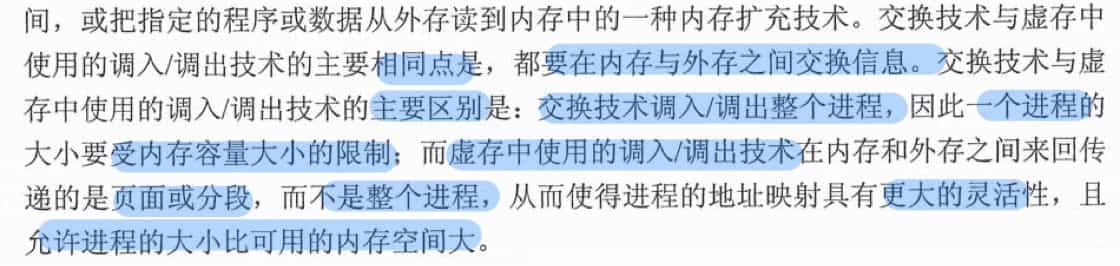 间，或把指定的程序或数据从外存读到内存中的一种内存扩充技术。交换技术与虚存中
使用的调入/调出技术的主要相同点是，都要在内存与外存之间交换信息。交换技术与虚
存中使用的调入/调出技术的主要区别是：交换技术调入/调出整个进程，因此一个进程的
大小要受内存容量大小的限制；而虚存中使用的调入/调出技术在内存和外存之间来回传
递的是页面或分段，而不是整个进程，从而使得进程的地址映射具有更大的灵活性，且
允许进程的大小比可用的内存空间大。